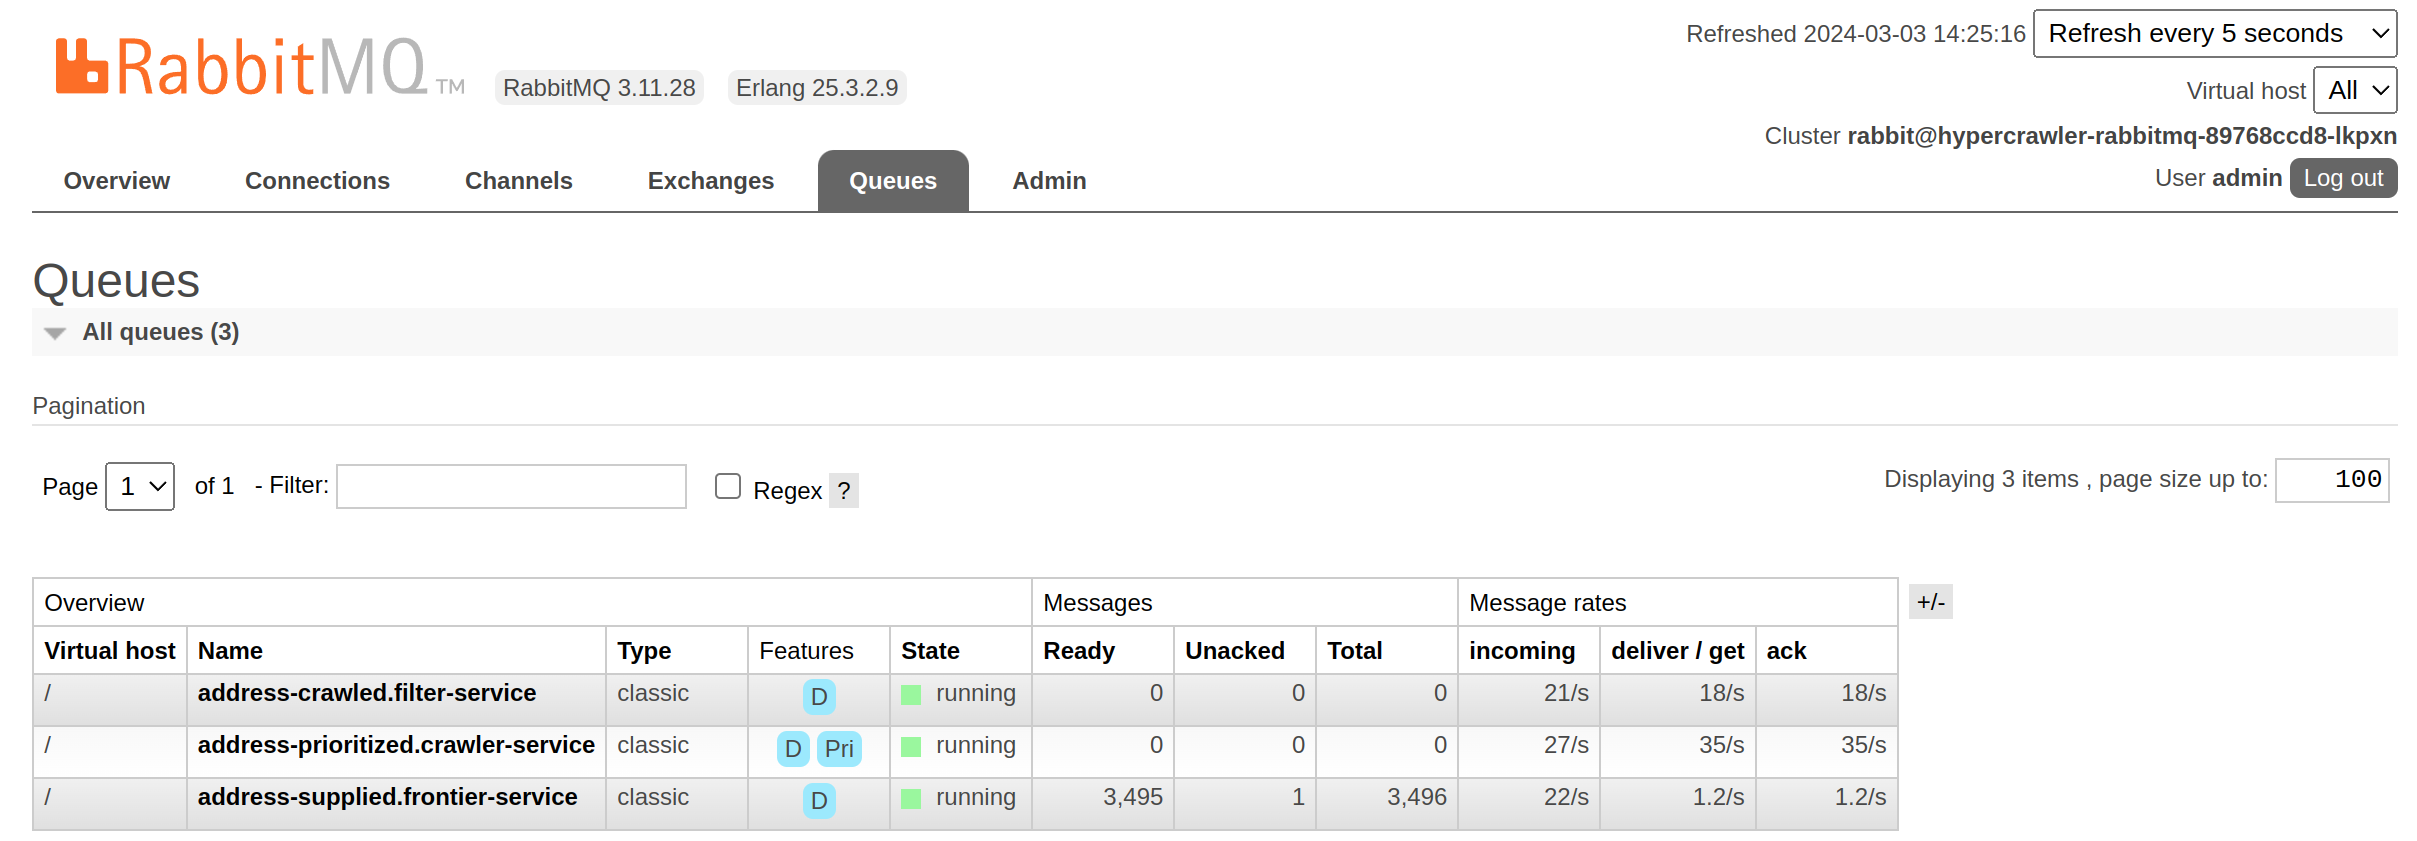 RabbitMQ™ RabbitMQ 3.11.28 Erlang 25.3.2.9
Refreshed 2024-03-03 14:25:16 Refresh every 5 seconds
Virtual host All
Cluster rabbit@hypercrawler-rabbitmq-89768ccd8-lkpxn
User admin Log out
Overview Connections Channels Exchanges Queues Admin
Queues
All queues (3)
Pagination
Page 1 of 1 - Filter: Regex ? Displaying 3 items , page size up to: 100
Overview Messages Message rates +/-
Virtual host Name Type Features State Ready Unacked Total incoming deliver / get ack
/ address-crawled.filter-service classic D running 0 0 0 21/s 18/s 18/s
/ address-prioritized.crawler-service classic D Pri running 0 0 0 27/s 35/s 35/s
/ address-supplied.frontier-service classic D running 3,495 1 3,496 22/s 1.2/s 1.2/s